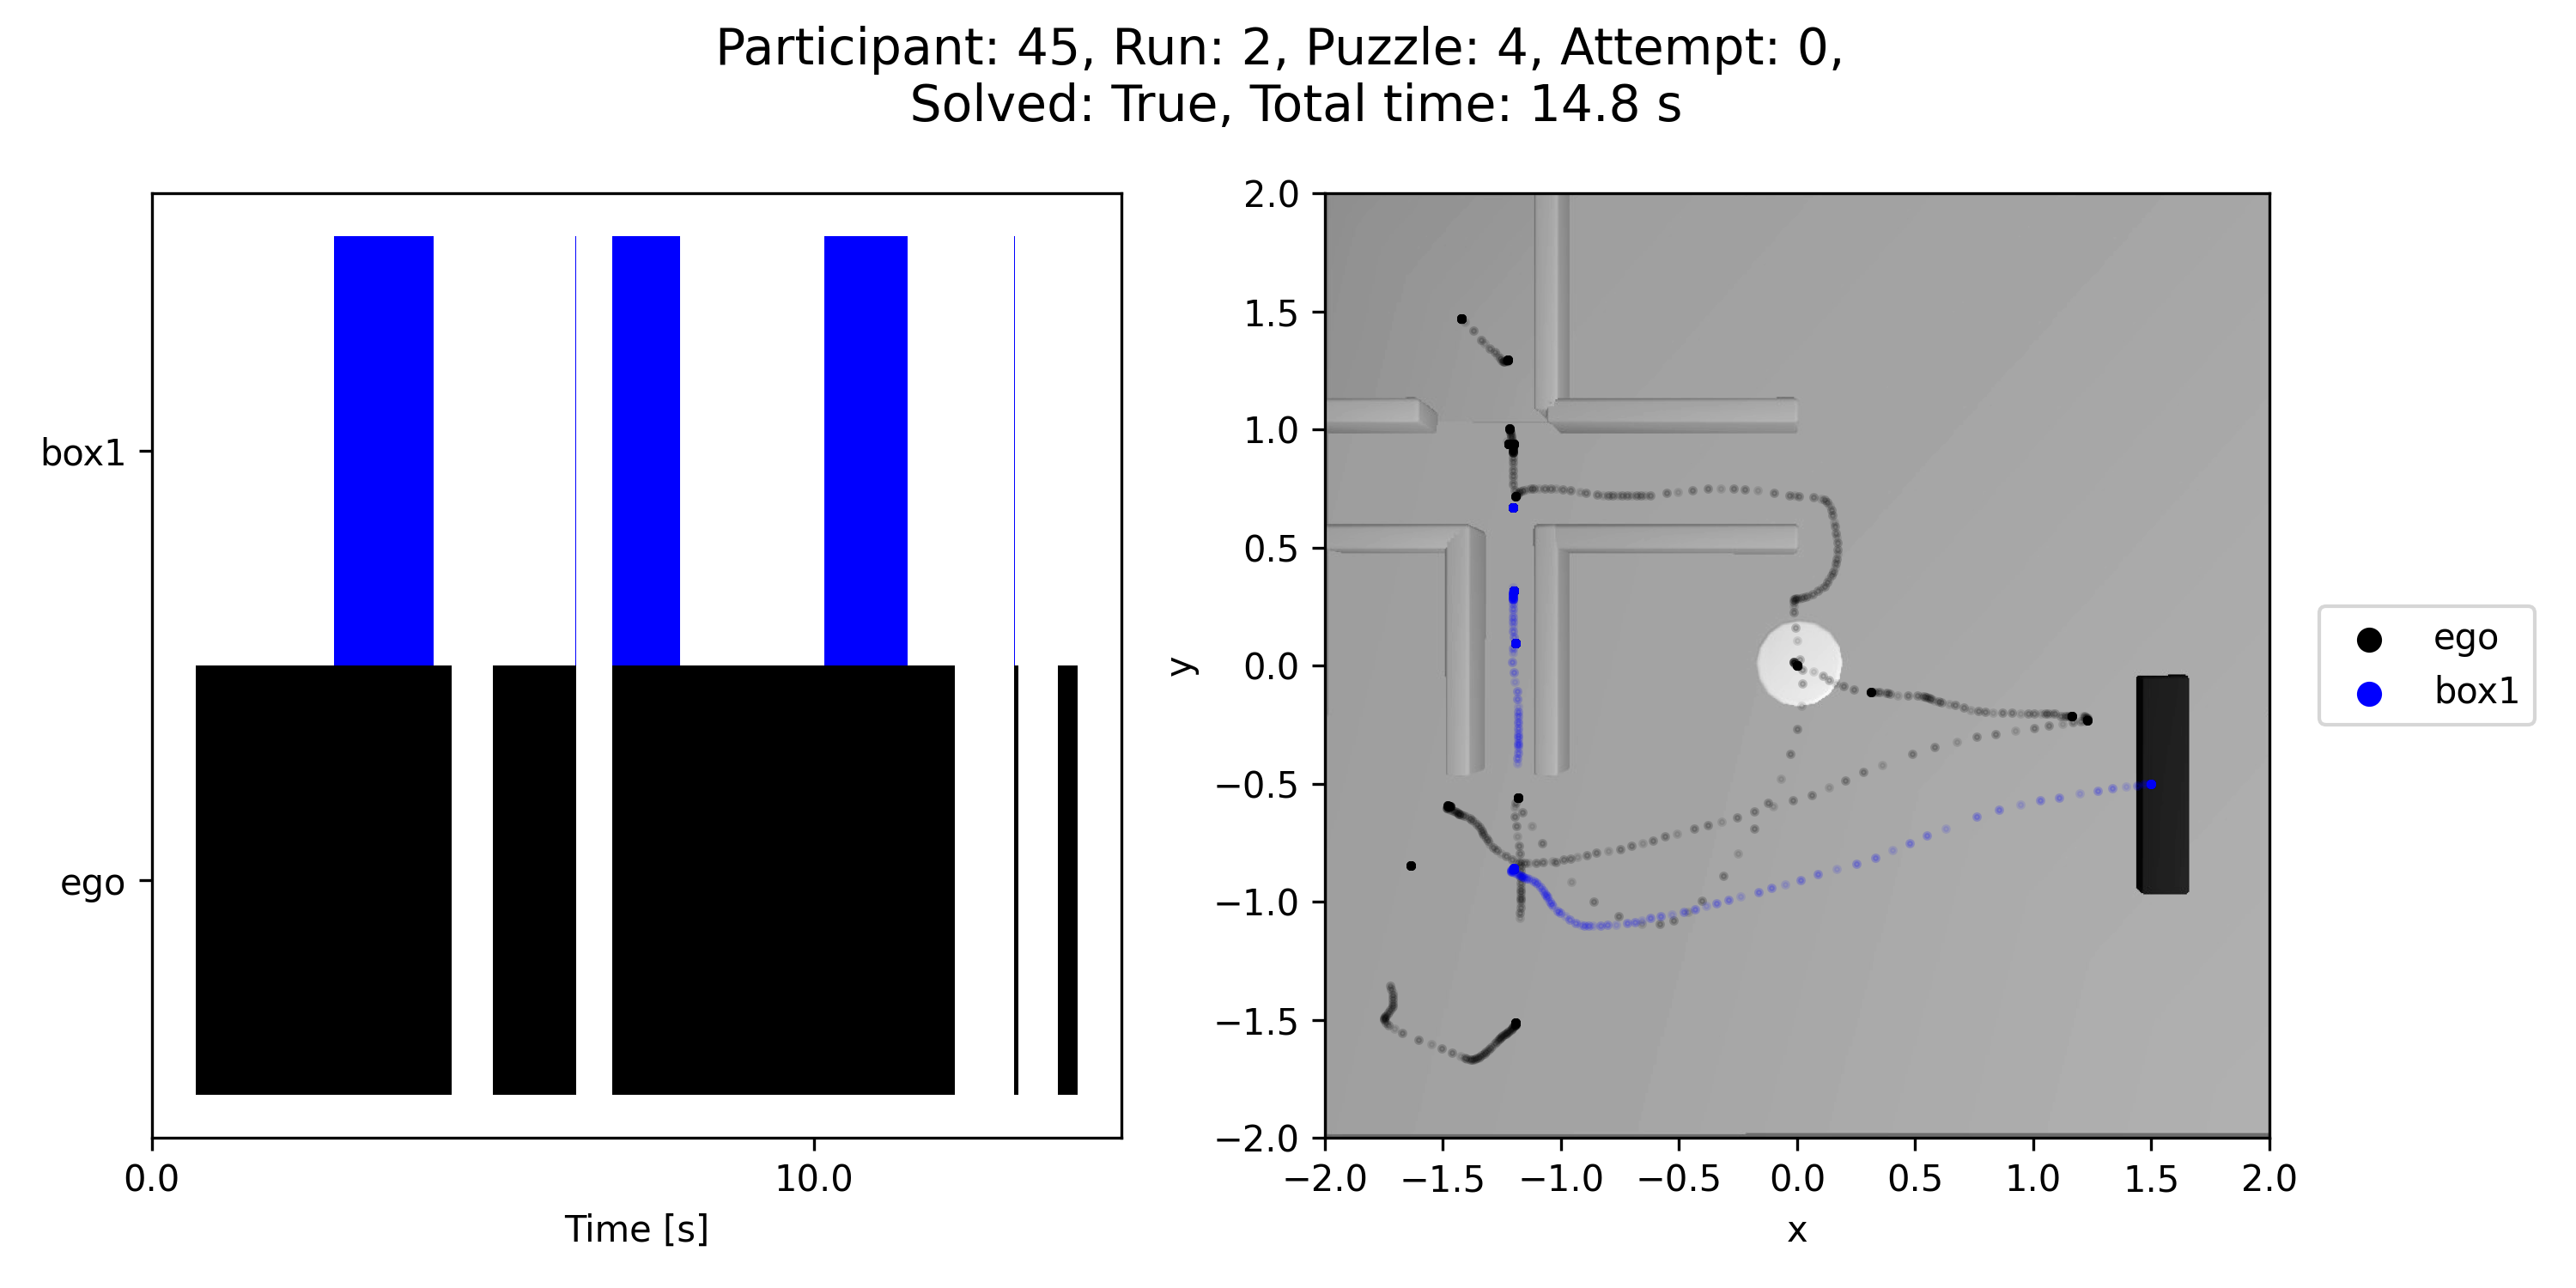 Participant: 45, Run: 2, Puzzle: 4, Attempt: 0,
Solved: True, Total time: 14.8 s
box1
ego
0.0
10.0
Time [s]
2.0
1.5
1.0
0.5
0.0
−0.5
−1.0
−1.5
−2.0
y
−2.0
−1.5
−1.0
−0.5
0.0
0.5
1.0
1.5
2.0
x
ego
box1